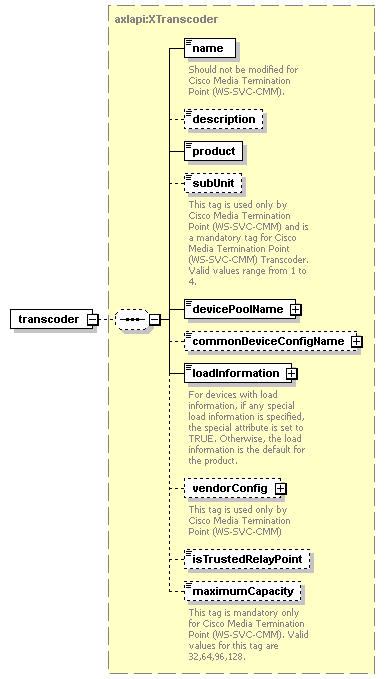 axlapi:XTranscoder
name
Should not be modified for
Cisco Media Termination
Point (WS-SVC-CMM).
description
product
subUnit
This tag is used only by
Cisco Media Termination
Point (WS-SVC-CMM) and is
a mandatory tag for Cisco
Media Termination Point
(WS-SVC-CMM) Transcoder.
Valid values range from 1 to
4.
transcoder
devicePoolName
commonDeviceConfigName
loadInformation
For devices with load
information, if any special
load information is specified,
the special attribute is set to
TRUE. Otherwise, the load
information is the default for
the product.
vendorConfig
This tag is used only by
Cisco Media Termination
Point (WS-SVC-CMM)
isTrustedRelayPoint
maximumCapacity
This tag is mandatory only
for Cisco Media Termination
Point (WS-SVC-CMM). Valid
values for this tag are
32,64,96,128.